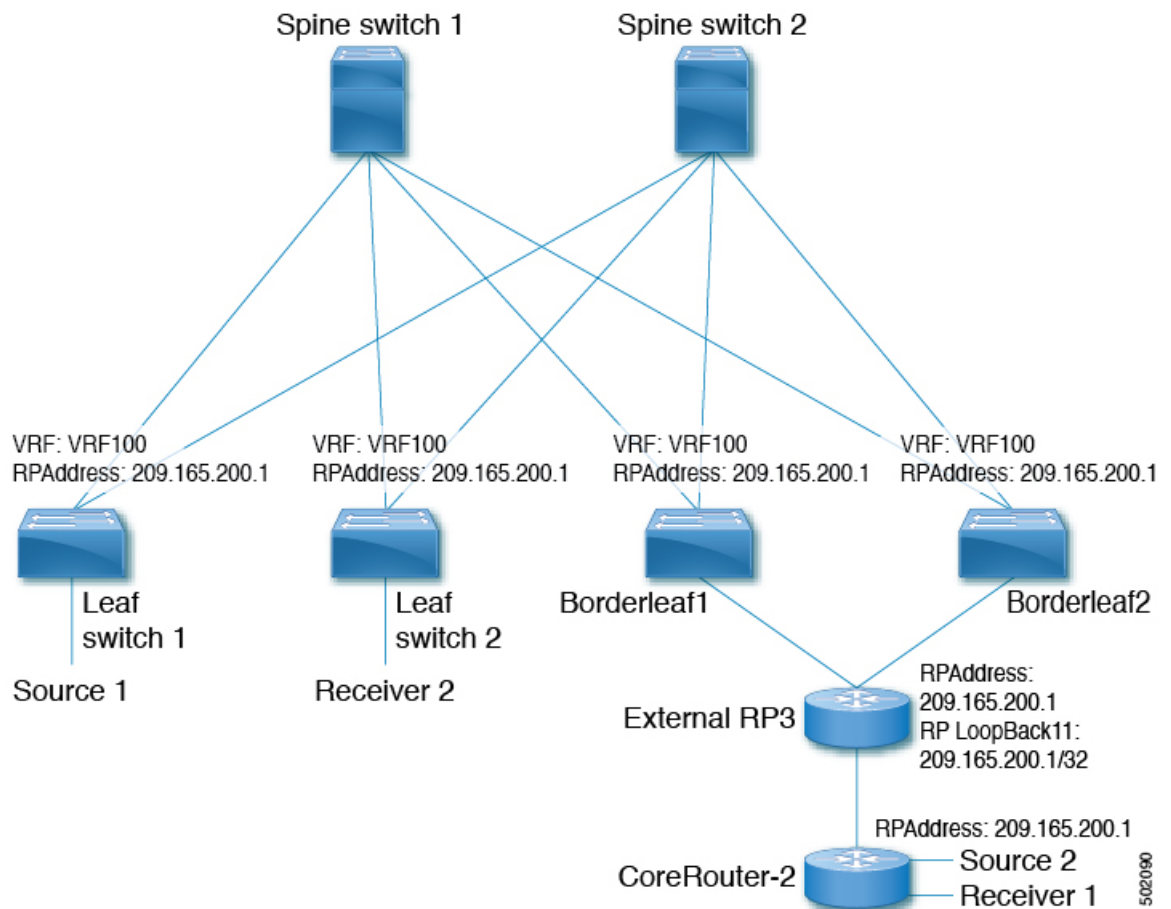 Spine switch 1
Spine switch 2
VRF: VRF100
RPAddress: 209.165.200.1
VRF: VRF100
RPAddress: 209.165.200.1
VRF: VRF100
RPAddress: 209.165.200.1
VRF: VRF100
RPAddress: 209.165.200.1
Leaf
switch 1
Leaf
switch 2
Borderleaf1
Borderleaf2
Source 1
Receiver 2
External RP3
RPAddress:
209.165.200.1
RP LoopBack11:
209.165.200.1/32
RPAddress: 209.165.200.1
CoreRouter-2
Source 2
Receiver 1
502090